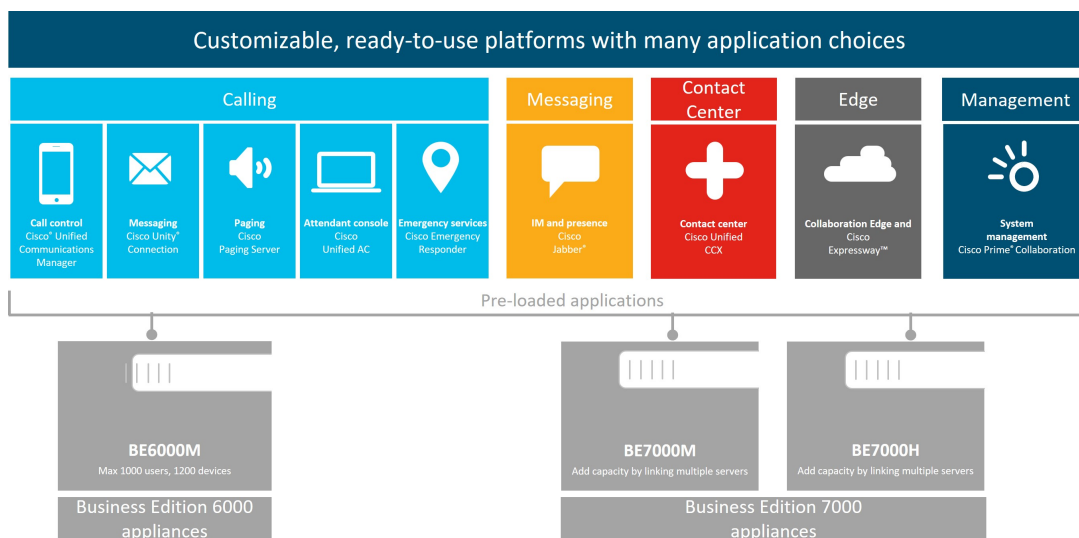 Customizable, ready-to-use platforms with many application choices
Calling
Call control
Cisco® Unified
Communications
Manager
Messaging
Cisco Unity®
Connection
Paging
Cisco
Paging Server
Attendant console
Cisco
Unified AC
Emergency services
Cisco Emergency
Responder
Messaging
IM and presence
Cisco
Jabber®
Contact
Center
Contact center
Cisco Unified
CCX
Edge
Collaboration Edge and
Cisco
Expressway™
Management
System
management
Cisco Prime® Collaboration
Pre-loaded applications
BE6000M
Max 1000 users, 1200 devices
Business Edition 6000
appliances
BE7000M
Add capacity by linking multiple servers
BE7000H
Add capacity by linking multiple servers
Business Edition 7000
appliances